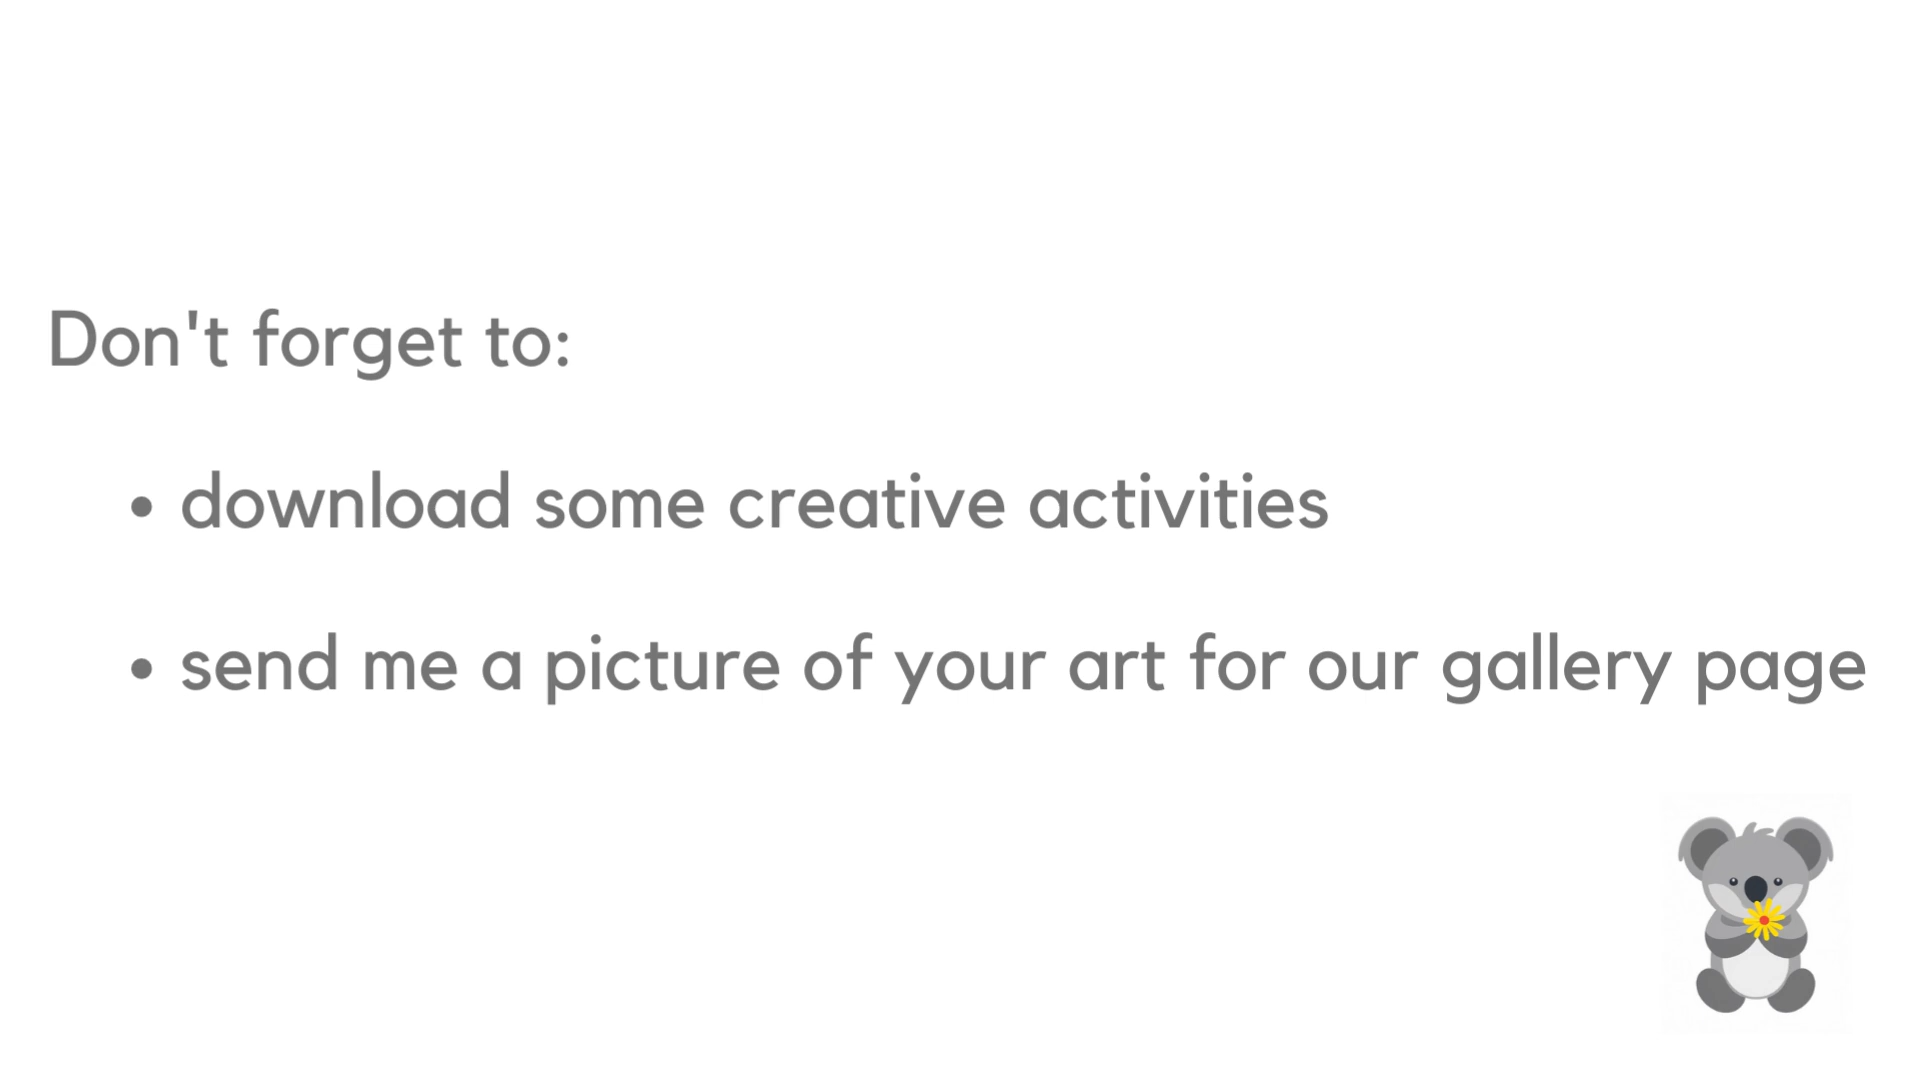 Don't forget to:
• download some creative activities
• send me a picture of your art for our gallery page